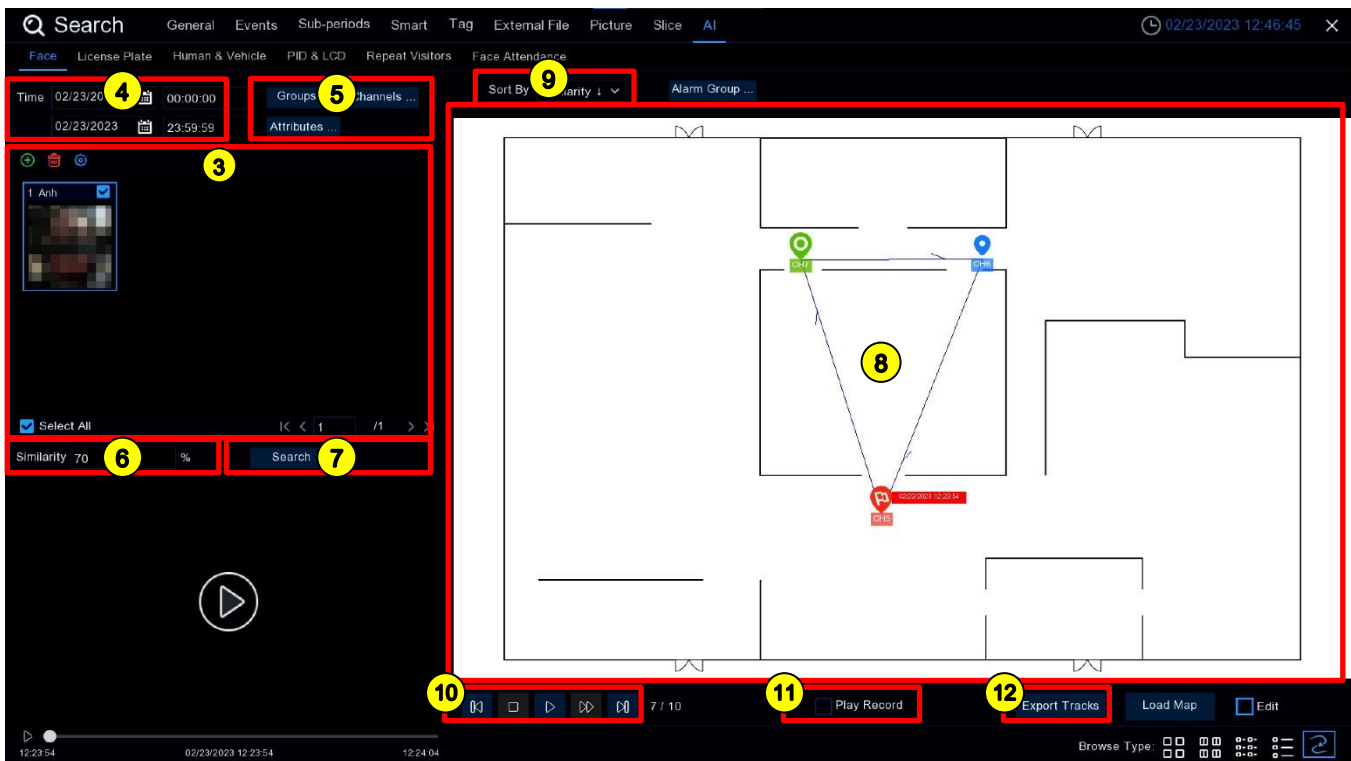 Search General Events Sub-periods Smart Tag External File Picture Slice AI 02/23/2023 12:46:45
Face License Plate Human & Vehicle PID & LCD Repeat Visitors Face Attendance
Time 02/23/20 4 00:00:00 Groups 5 Channels ... Sort By 9 arity ↓ Alarm Group ...
02/23/2023 23:59:59 Attributes ...
3
1 Anh
CH7 CH6
8
Select All 1 /1
Similarity 70 6 % Search 7
02/23/2023 12:23:54
CH5
10 7 / 10 11 Play Record 12 Export Tracks Load Map Edit
12:23:54 02/23/2023 12:23:54 12:24:04
Browse Type: